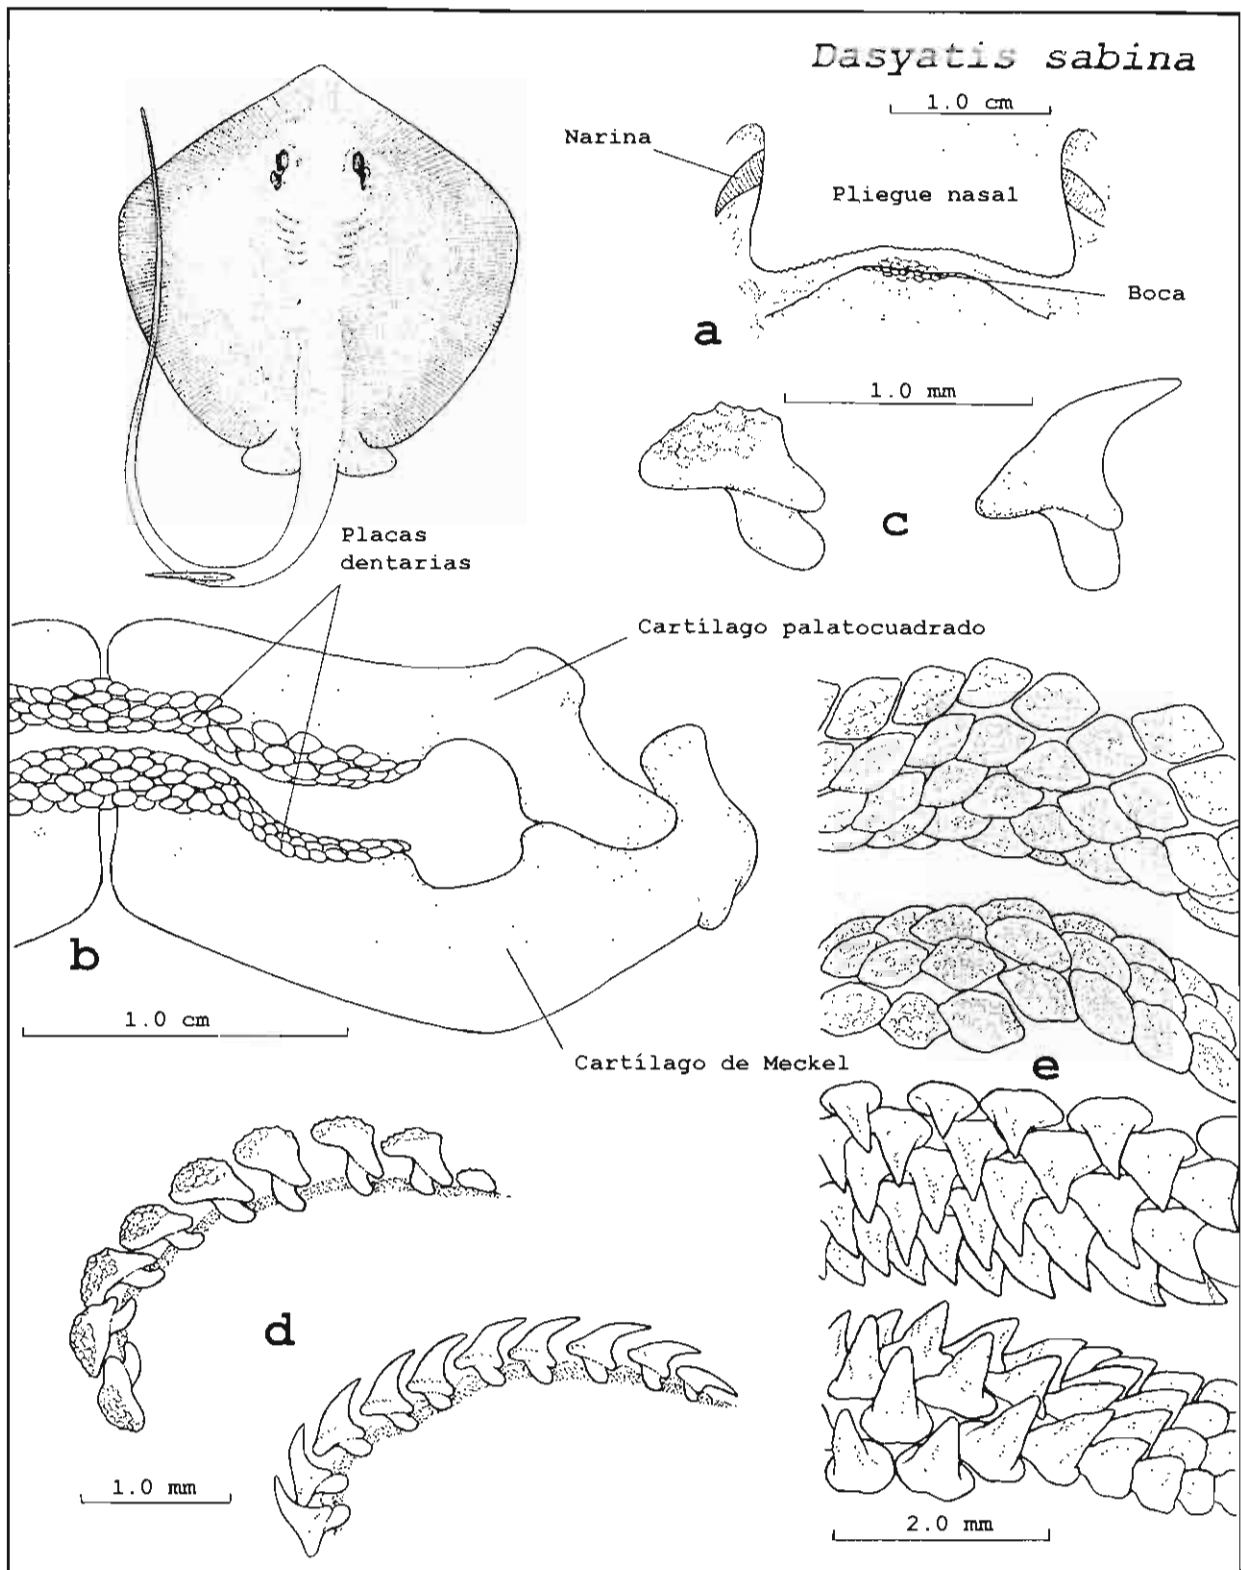 Dasyatis sabina
1.0 cm
Narina
Pliegue nasal
Boca
a
1.0 mm
c
Placas
dentarias
Cartílago palatocuadrado
b
1.0 cm
Cartílago de Meckel
e
d
1.0 mm
2.0 mm